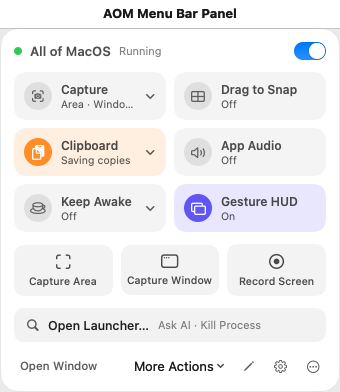 AOM Menu Bar Panel
All of MacOS Running
Capture
Area · Windo...
Drag to Snap
Off
Clipboard
Saving copies
App Audio
Off
Keep Awake
Off
Gesture HUD
On
Capture Area
Capture Window
Record Screen
Open Launcher... Ask AI · Kill Process
Open Window
More Actions